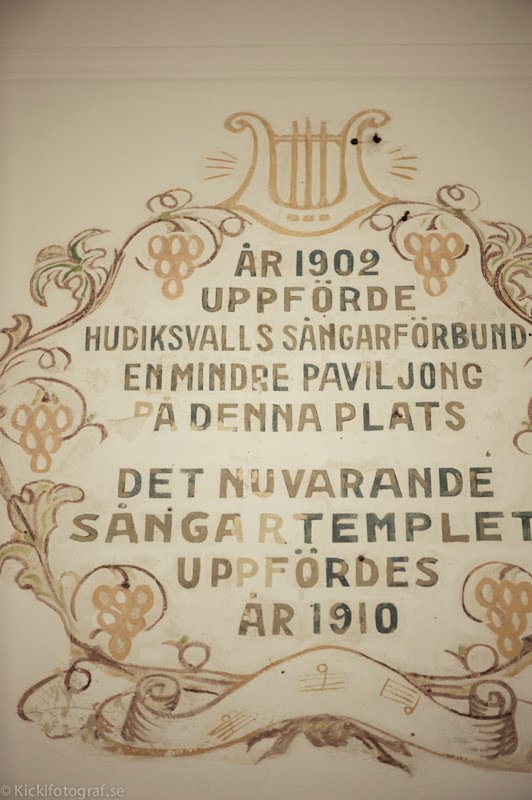 ÅR 1902
UPPFÖRDE
HUDIKSVALLS SÅNGARFÖRBUND
EN MINDRE PAVILJONG
PÅ DENNA PLATS
DET NUVARANDE
SÅNGARTEMPLET
UPPFÖRDES
ÅR 1910
© Kickifotograf.se